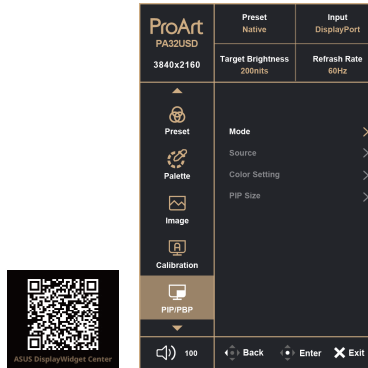 ProArt
PA32USD
3840x2160
Preset
Native
Input
DisplayPort
Target Brightness
200nits
Refrash Rate
60Hz
Preset
Palette
Image
Calibration
PIP/PBP
Mode
Source
Color Setting
PIP Size
100
Back
Enter
Exit
ASUS DisplayWidget Center